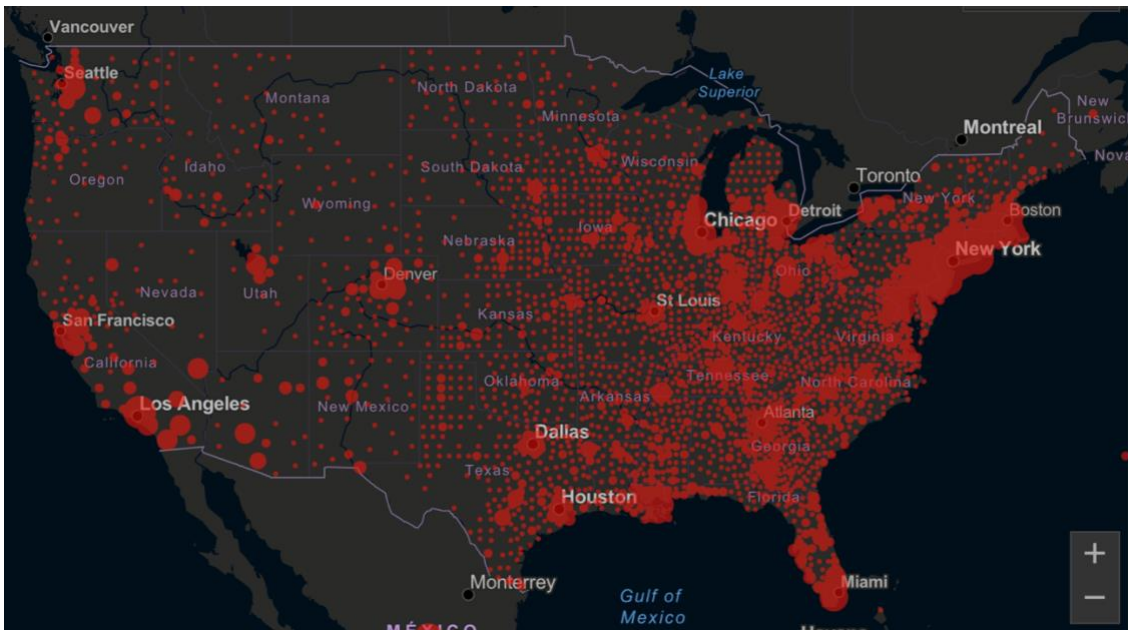 Vancouver
Seattle
Montana
North Dakota
Lake
Superior
New
Brunswick
Minnesota
Montreal
Nova
Oregon
Idaho
South Dakota
Wisconsin
Toronto
Wyoming
New York
Chicago
Detroit
Boston
Nebraska
Iowa
New York
Nevada
Utah
Denver
Ohio
St Louis
San Francisco
Kansas
Kentucky
Virginia
California
Oklahoma
Tennessee
North Carolina
Arkansas
Los Angeles
New Mexico
Atlanta
Dallas
Georgia
Texas
Houston
Florida
Monterrey
Miami
Gulf of
Mexico
+
−